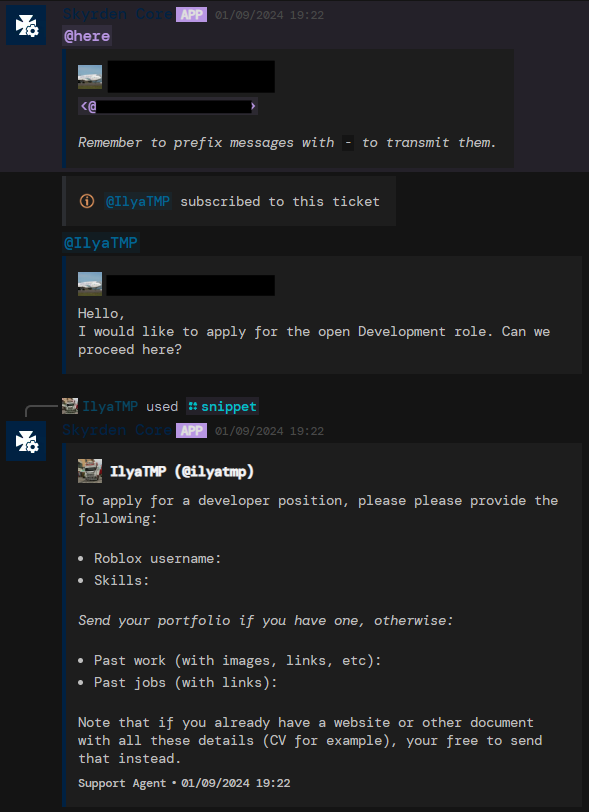 Skyrden Core APP 01/09/2024 19:22
@here
<@ >
Remember to prefix messages with - to transmit them.
@IlyaTMP subscribed to this ticket
@IlyaTMP
Hello,
I would like to apply for the open Development role. Can we
proceed here?
IlyaTMP used snippet
Skyrden Core APP 01/09/2024 19:22
IlyaTMP (@ilyatmp)
To apply for a developer position, please please provide the
following:
• Roblox username:
• Skills:
Send your portfolio if you have one, otherwise:
• Past work (with images, links, etc):
• Past jobs (with links):
Note that if you already have a website or other document
with all these details (CV for example), your free to send
that instead.
Support Agent • 01/09/2024 19:22